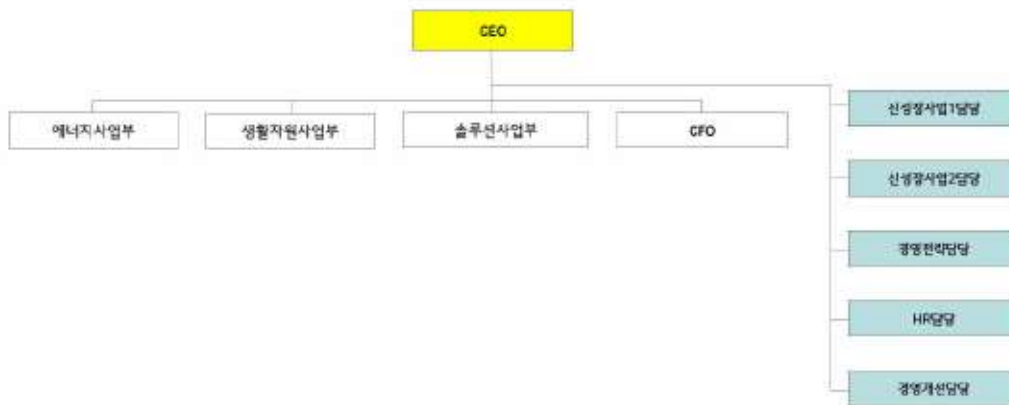 CEO
에너지사업부
생활자원사업부
솔루션사업부
CFO
신성장사업1담당
신성장사업2담당
경영전략담당
HR담당
경영개선담당